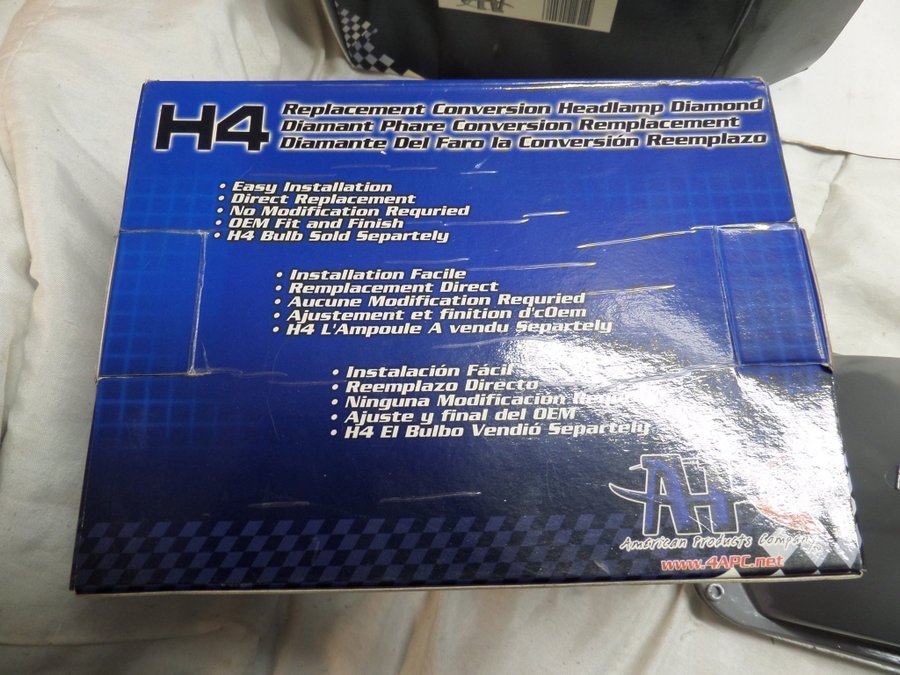 H4
Replacement Conversion Headlamp Diamond
Diamant Phare Conversion Remplacement
Diamante Del Faro la Conversión Reemplazo
• Easy Installation
• Direct Replacement
• No Modification Requried
• OEM Fit and Finish
• H4 Bulb Sold Separtely
• Installation Facile
• Remplacement Direct
• Aucune Modification Requried
• Ajustement et finition d'cOem
• H4 L'Ampoule A vendu Separtely
• Instalación Fácil
• Reemplazo Directo
• Ninguna Modificación
• Ajuste y final del OEM
• H4 El Bulbo Vendió Separtely
American Products Company
www.4APC.net